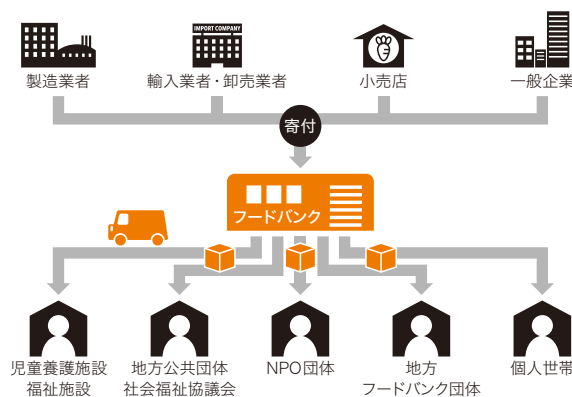 IMPORT COMPANY
製造業者
輸入業者・卸売業者
小売店
一般企業
寄付
フードバンク
児童養護施設
福祉施設
地方公共団体
社会福祉協議会
NPO団体
地方
フードバンク団体
個人世帯